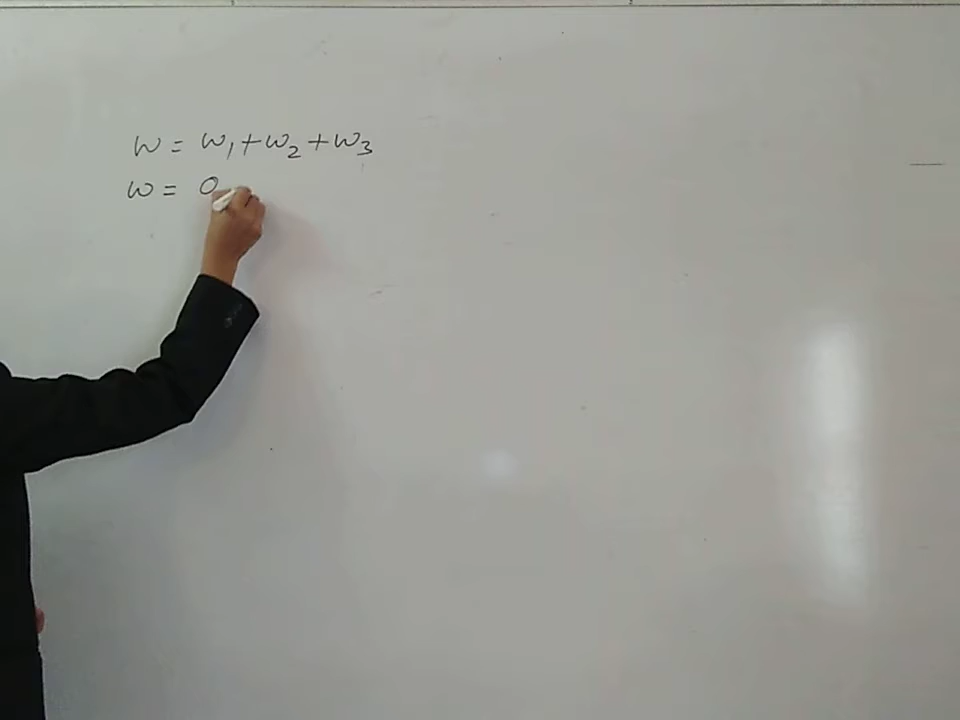 W = W₁ + W₂ + W₃
W = 0